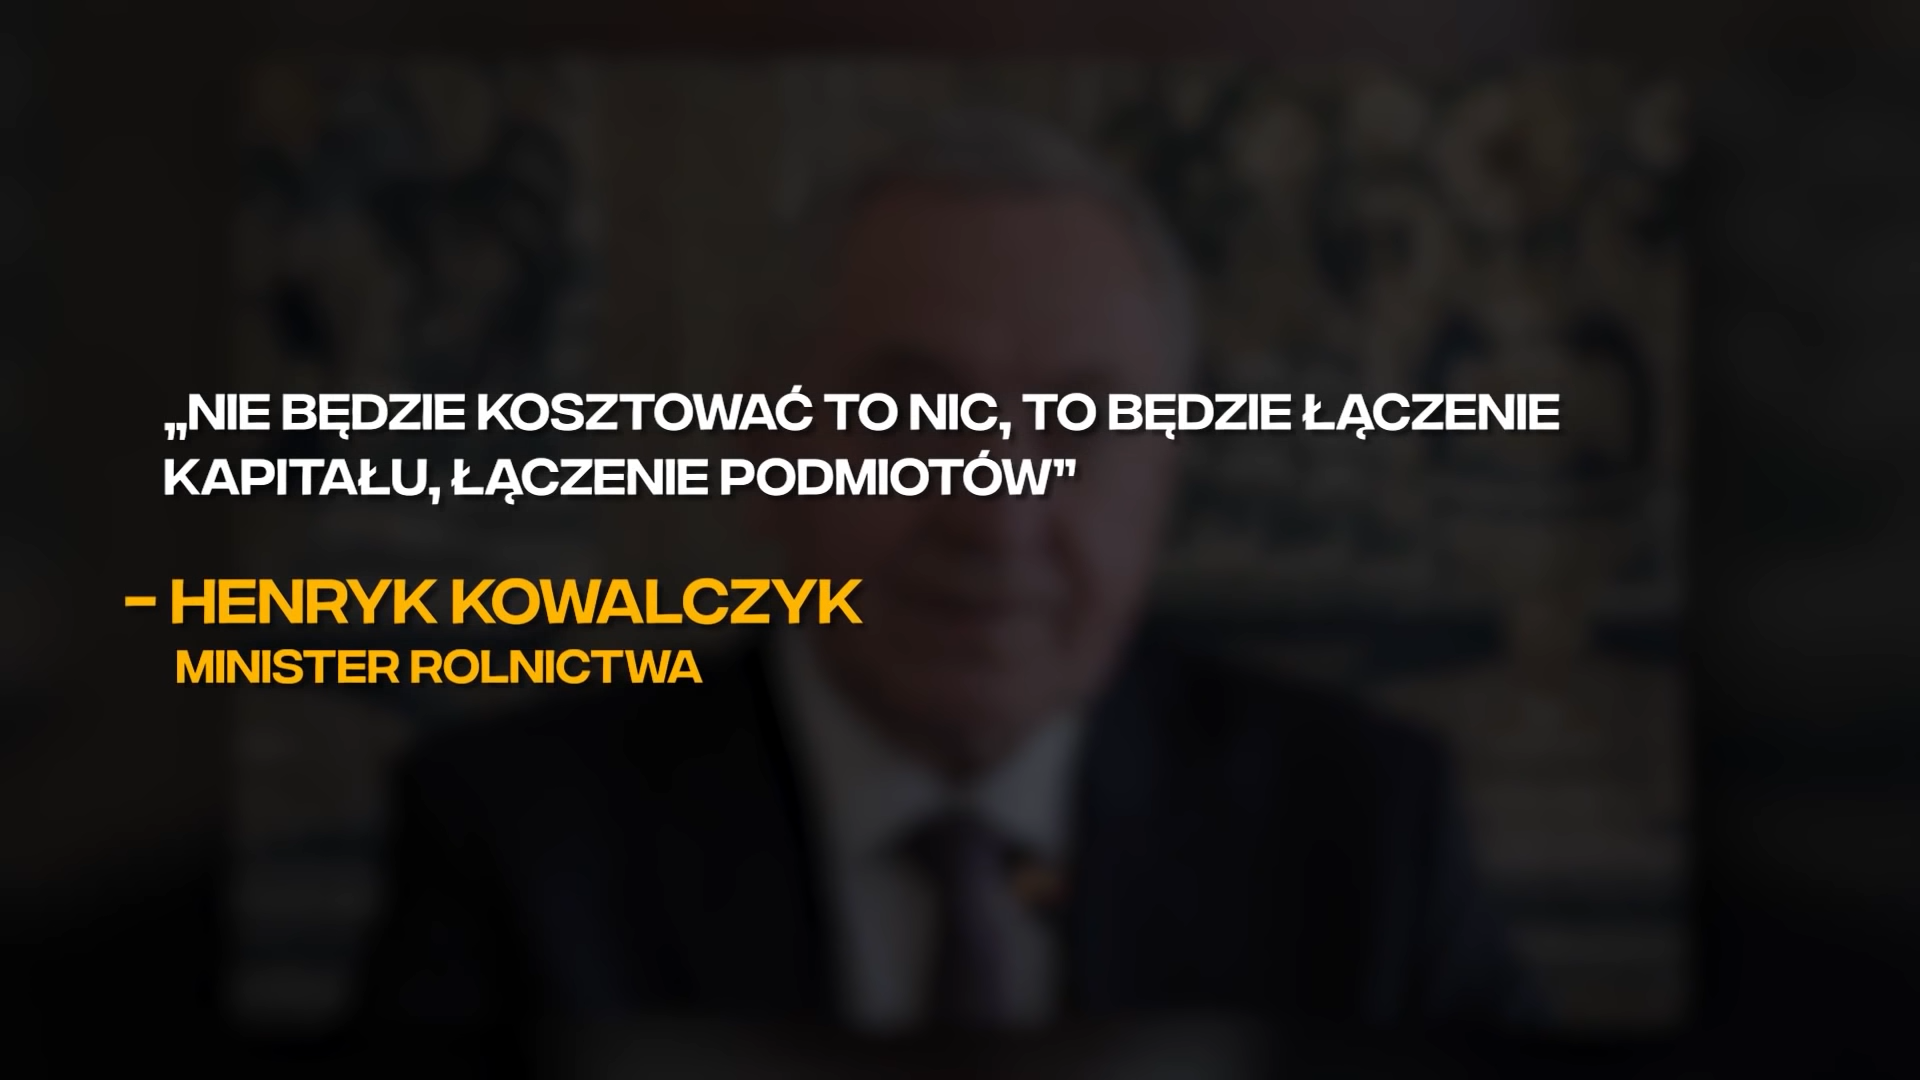 „NIE BĘDZIE KOSZTOWAĆ TO NIC, TO BĘDZIE ŁĄCZENIE
KAPITAŁU, ŁĄCZENIE PODMIOTÓW”
– HENRYK KOWALCZYK
MINISTER ROLNICTWA